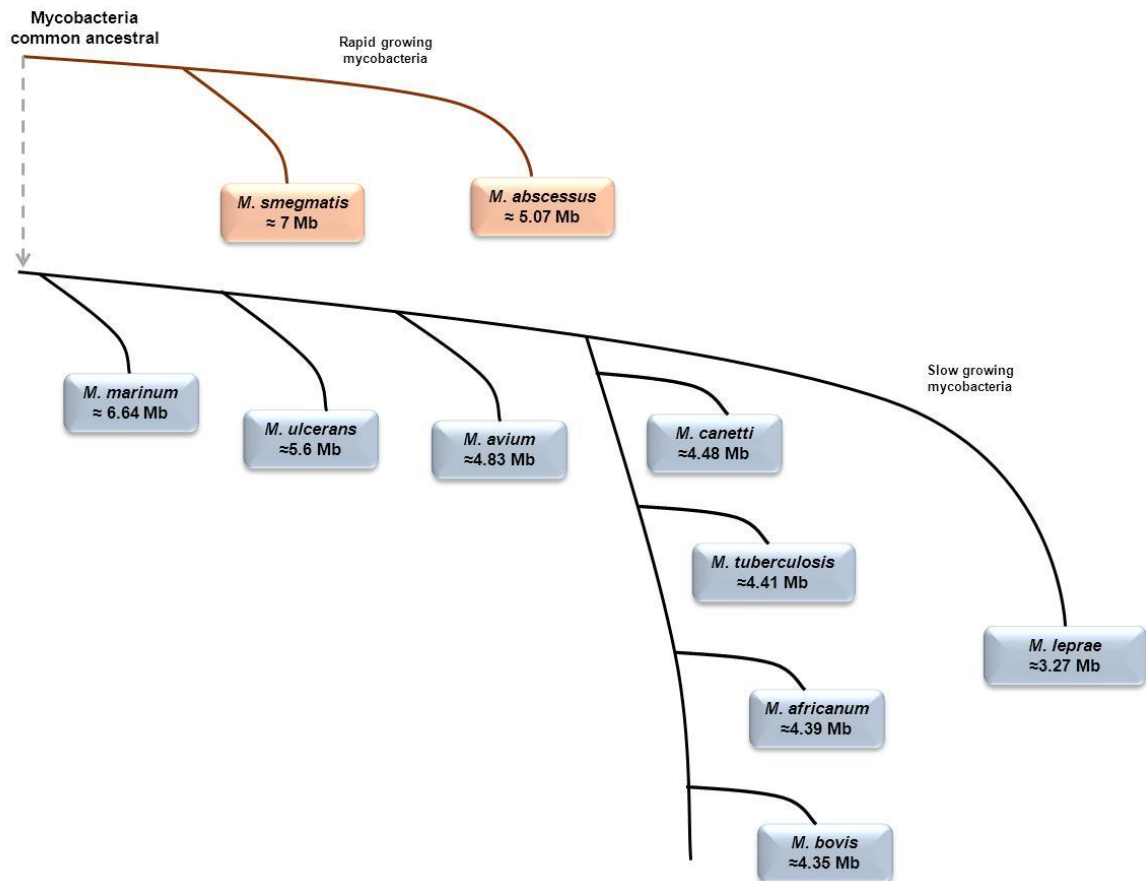 Mycobacteria
common ancestral
Rapid growing
mycobacteria
M. smegmatis
≈ 7 Mb
M. abscessus
≈ 5.07 Mb
Slow growing
mycobacteria
M. marinum
≈ 6.64 Mb
M. ulcerans
≈5.6 Mb
M. avium
≈4.83 Mb
M. canetti
≈4.48 Mb
M. tuberculosis
≈4.41 Mb
M. leprae
≈3.27 Mb
M. africanum
≈4.39 Mb
M. bovis
≈4.35 Mb